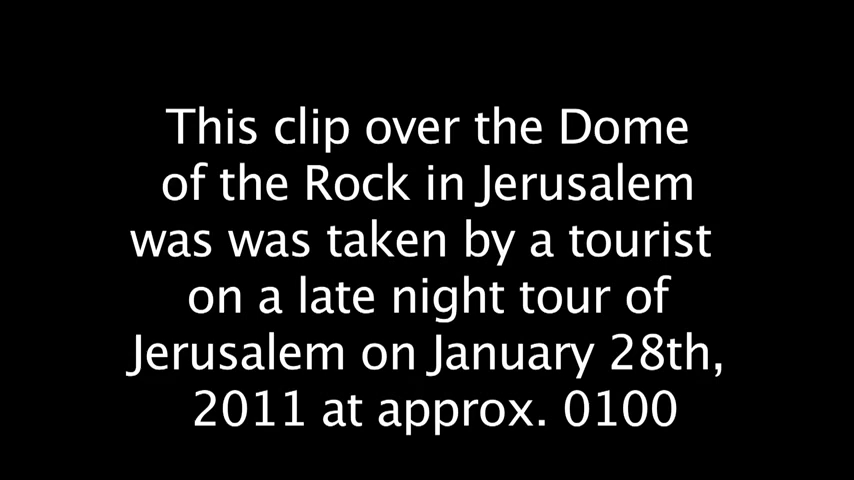 This clip over the Dome
of the Rock in Jerusalem
was was taken by a tourist
on a late night tour of
Jerusalem on January 28th,
2011 at approx. 0100